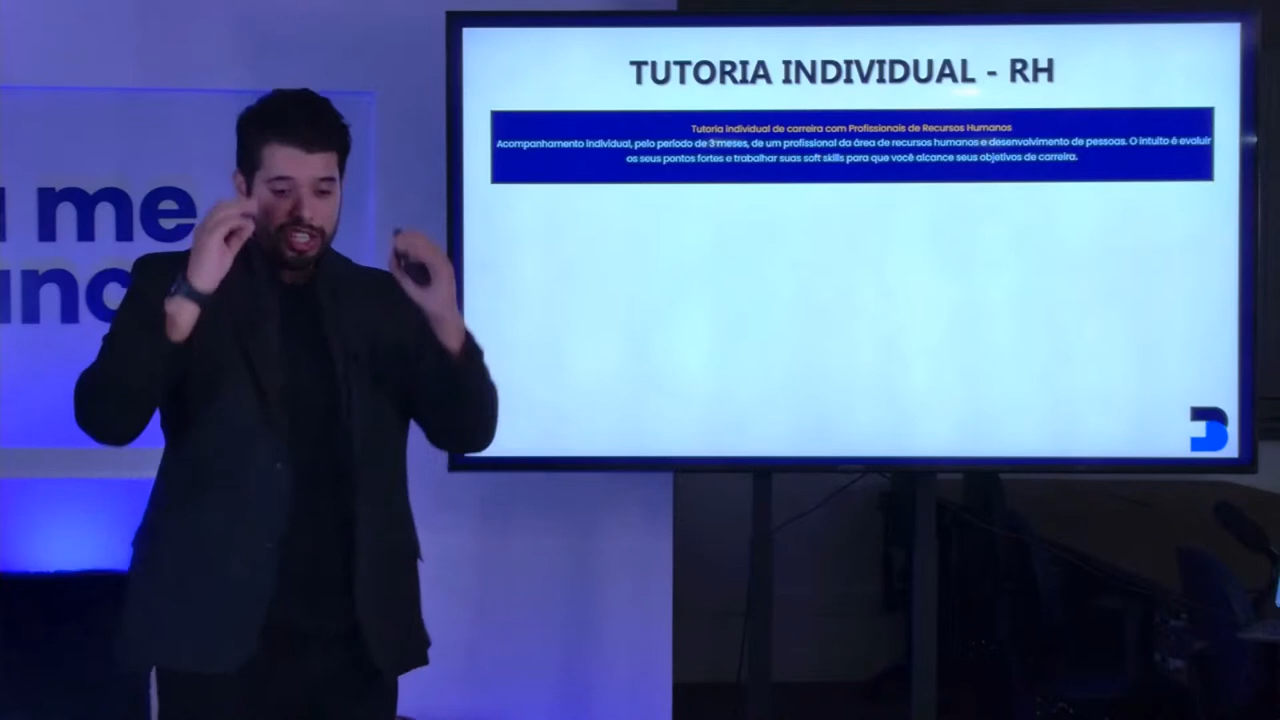 TUTORIA INDIVIDUAL - RH
Tutoria individual de carreira com Profissionais de Recursos Humanos
Acompanhamento individual, pelo período de 3 meses, de um profissional da área de recursos humanos e desenvolvimento de pessoas. O intuito é evoluir
os seus pontos fortes e trabalhar suas soft skills para que você alcance seus objetivos de carreira.
me